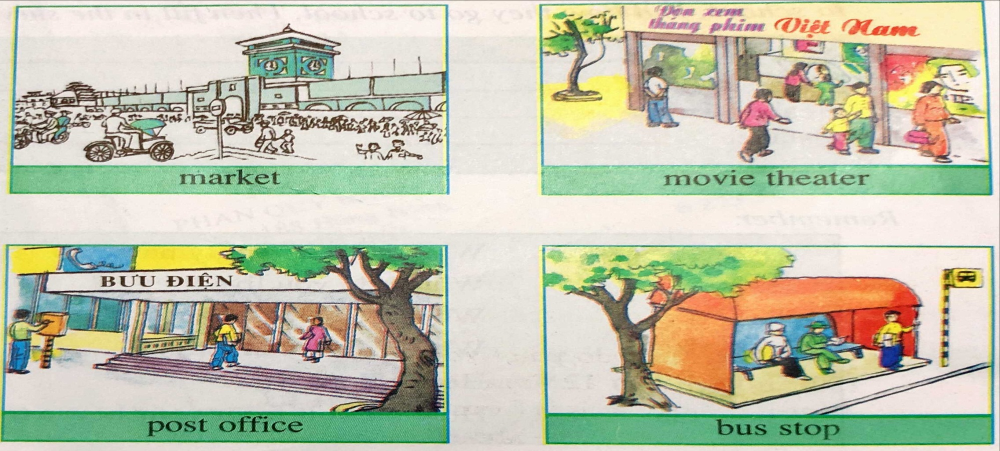 Đón xem
tháng phim Việt Nam
market
movie theater
BƯU ĐIỆN
post office
bus stop